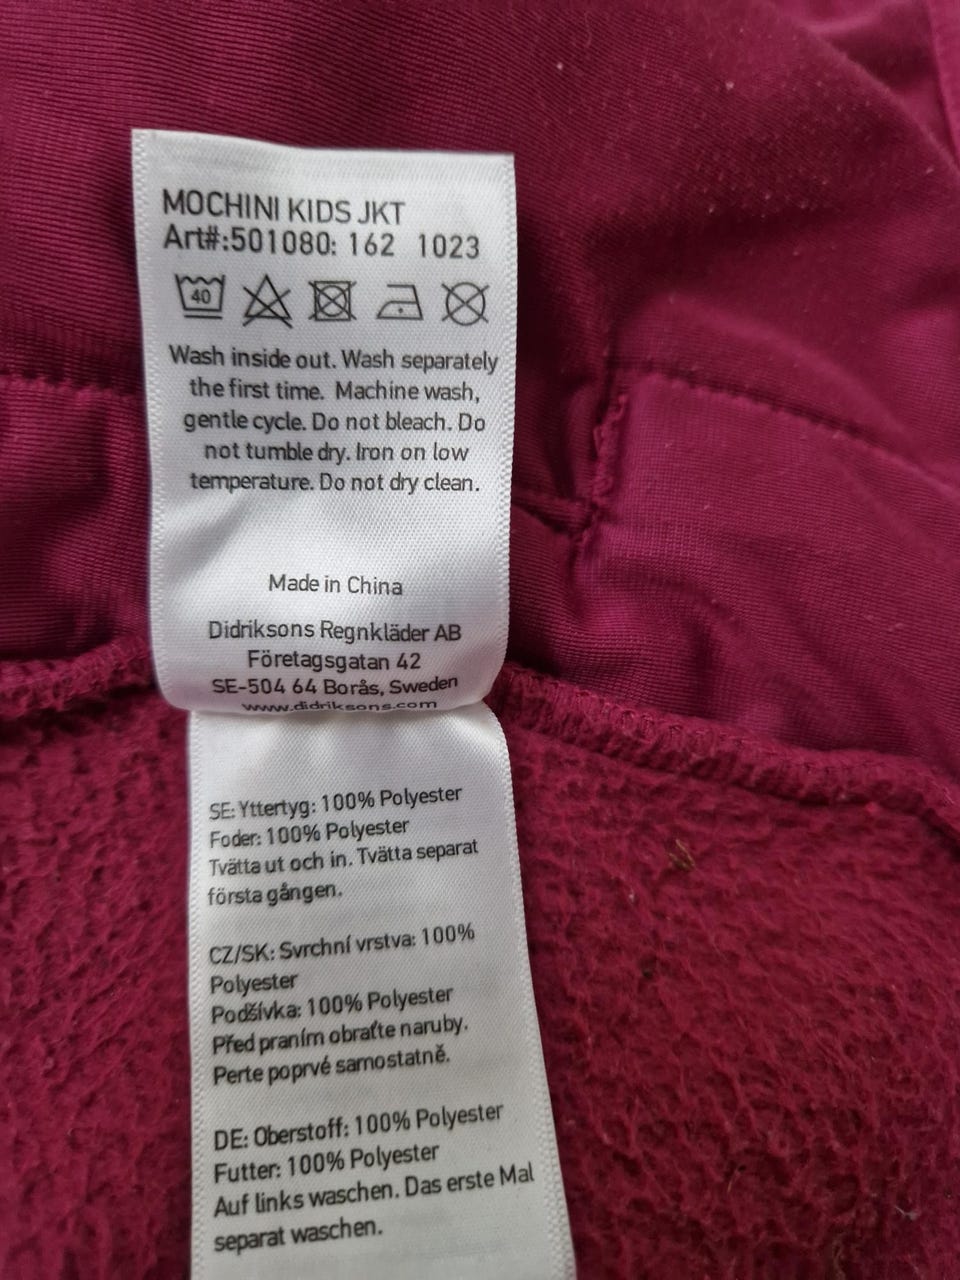 MOCHINI KIDS JKT
Art#:501080: 162 1023
40
Wash inside out. Wash separately
the first time. Machine wash,
gentle cycle. Do not bleach. Do
not tumble dry. Iron on low
temperature. Do not dry clean.
Made in China
Didriksons Regnkläder AB
Företagsgatan 42
SE-504 64 Borås, Sweden
www.didriksons.com
SE: Yttertyg: 100% Polyester
Foder: 100% Polyester
Tvätta ut och in. Tvätta separat
första gången.
CZ/SK: Svrchní vrstva: 100%
Polyester
Podšívka: 100% Polyester
Před praním obraťte naruby.
Perte poprvé samostatně.
DE: Oberstoff: 100% Polyester
Futter: 100% Polyester
Auf links waschen. Das erste Mal
separat waschen.